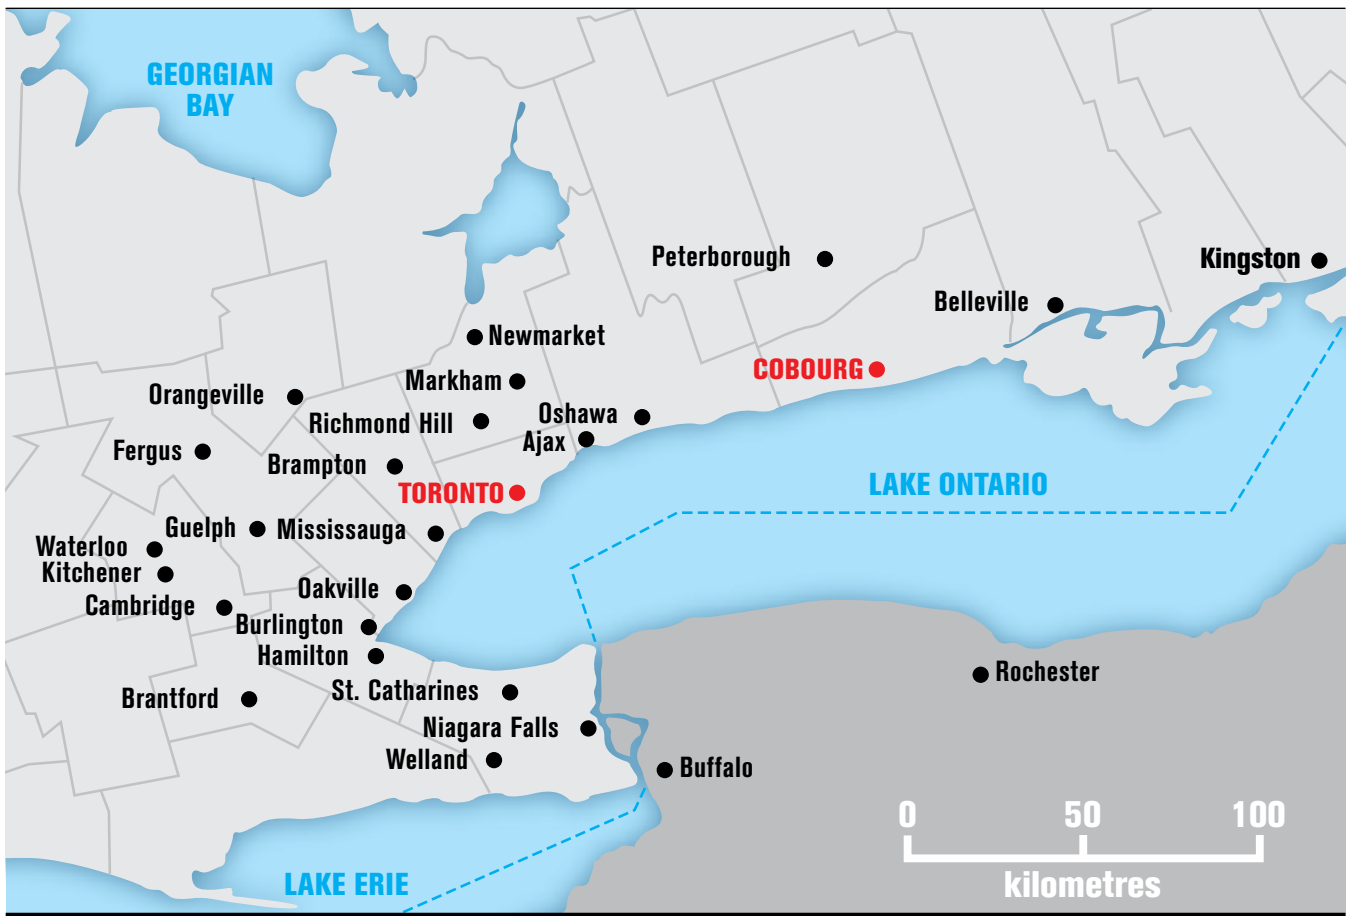 GEORGIAN
BAY
Peterborough
Kingston
Belleville
Newmarket
COBOURG
Markham
Orangeville
Oshawa
Richmond Hill
Ajax
Fergus
Brampton
LAKE ONTARIO
TORONTO
Guelph
Mississauga
Waterloo
Kitchener
Oakville
Cambridge
Burlington
Hamilton
Rochester
St. Catharines
Brantford
Niagara Falls
Welland
Buffalo
0 50 100
kilometres
LAKE ERIE